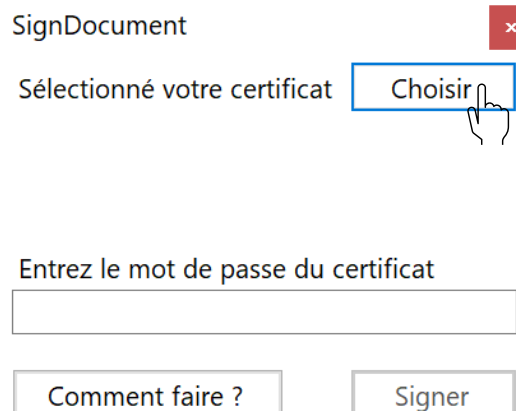 SignDocument
Sélectionné votre certificat Choisir
Entrez le mot de passe du certificat
Comment faire ? Signer